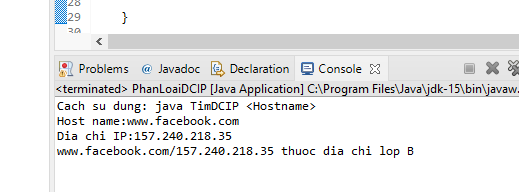 28
29
}
30
Problems @ Javadoc Declaration Console
<terminated> PhanLoaiDCIP [Java Application] C:\Program Files\Java\jdk-15\bin\javaw.
Cach su dung: java TimDCIP <Hostname>
Host name:www.facebook.com
Dia chi IP:157.240.218.35
www.facebook.com/157.240.218.35 thuoc dia chi lop B